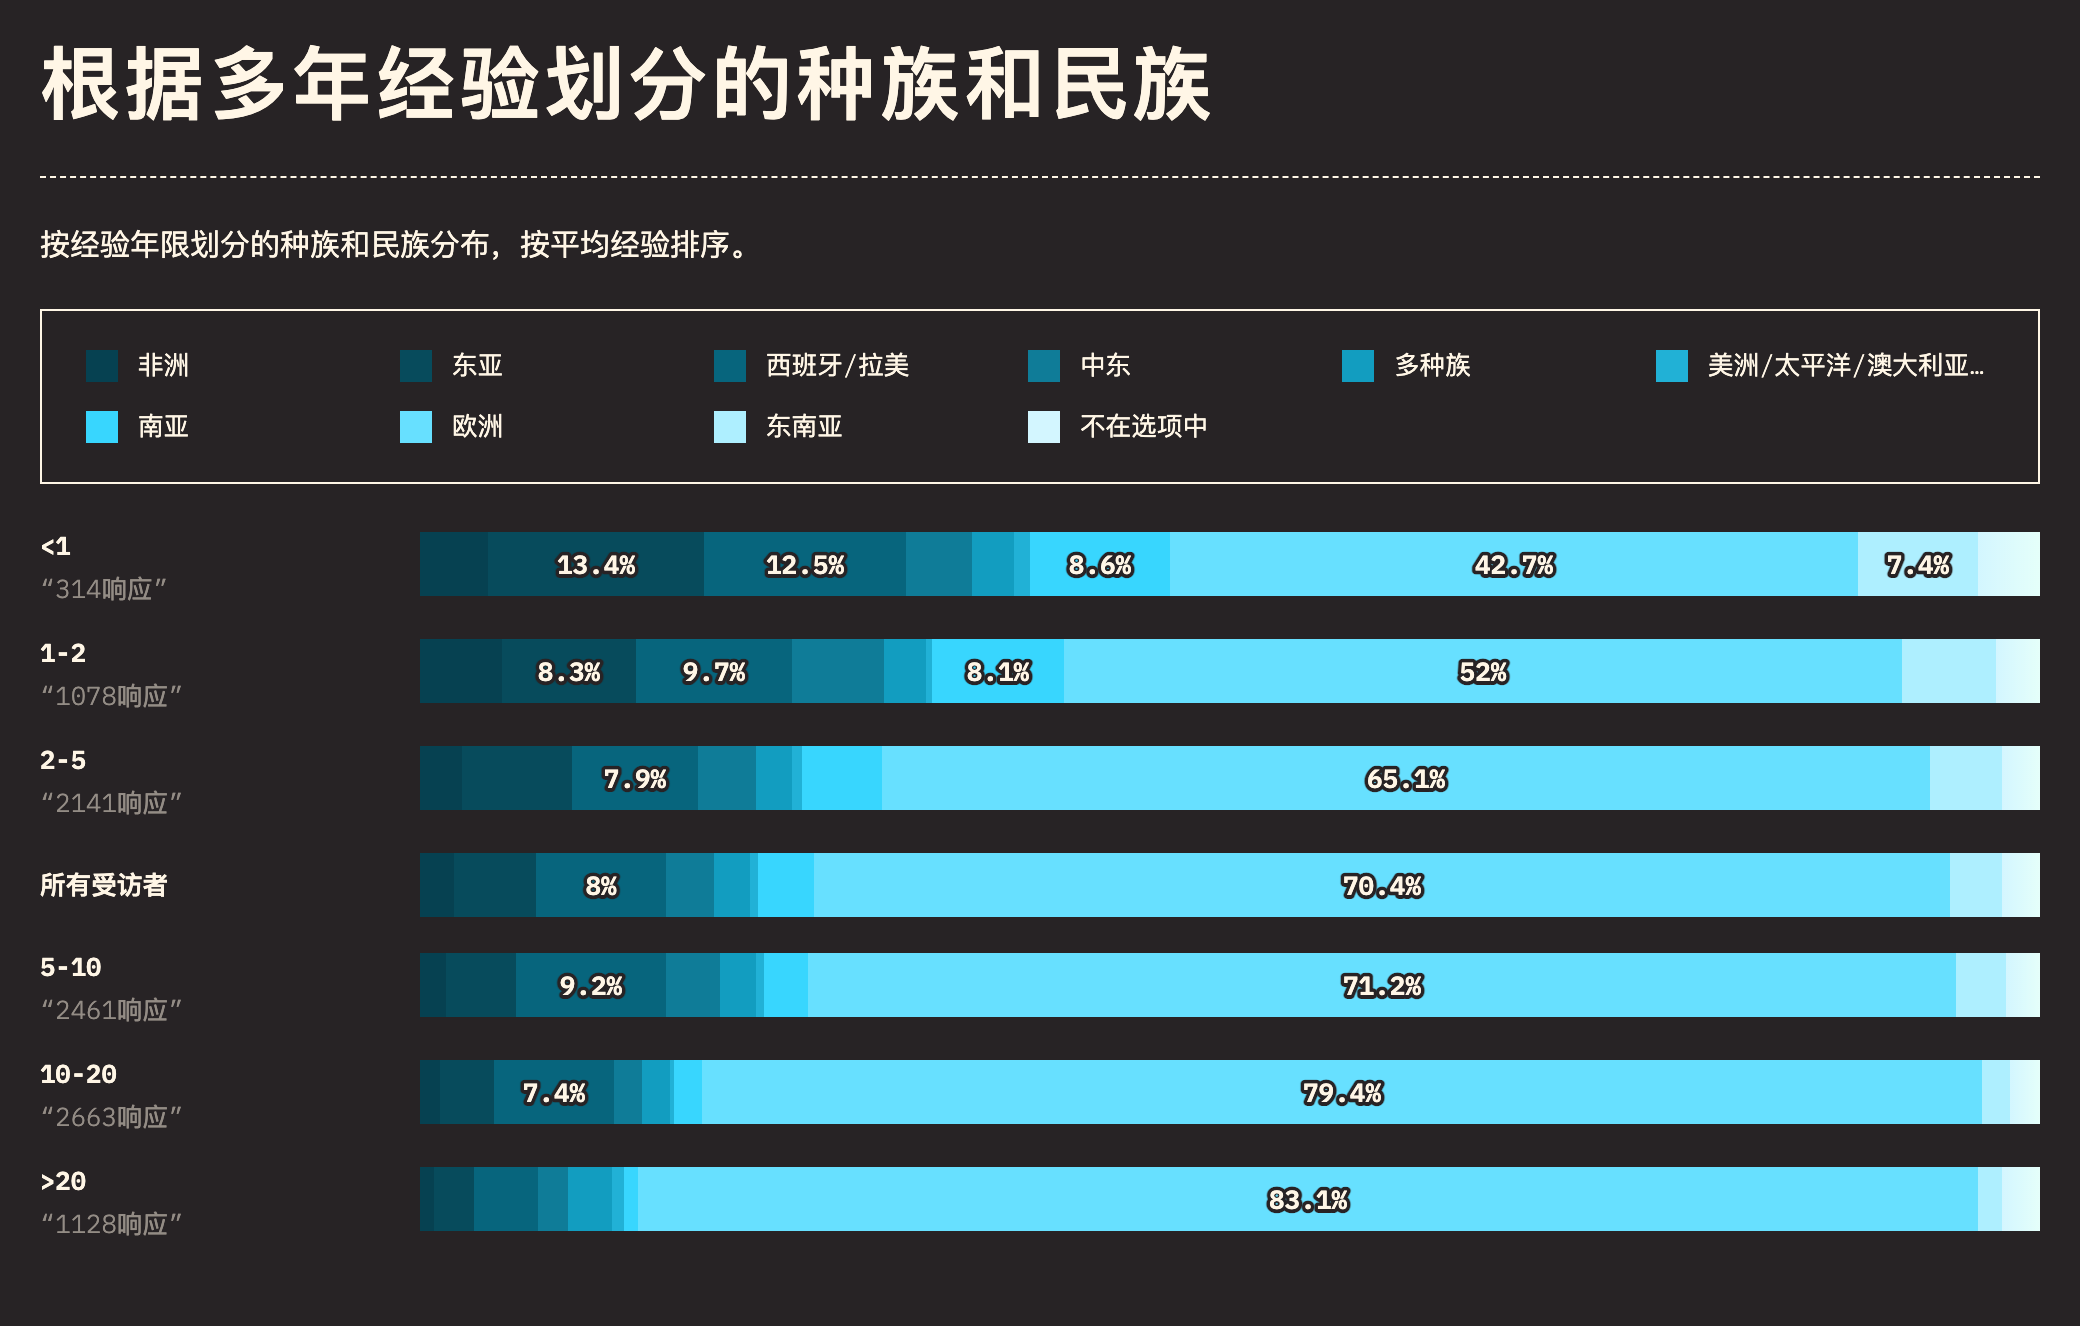 根据多年经验划分的种族和民族
按经验年限划分的种族和民族分布，按平均经验排序。
非洲 东亚 西班牙/拉美 中东 多种族 美洲/太平洋/澳大利亚…
南亚 欧洲 东南亚 不在选项中
<1
13.4% 12.5% 8.6% 42.7% 7.4%
“314响应”
1-2
8.3% 9.7% 8.1% 52%
“1078响应”
2-5
7.9% 65.1%
“2141响应”
所有受访者 8% 70.4%
5-10
9.2% 71.2%
“2461响应”
10-20
7.4% 79.4%
“2663响应”
>20
83.1%
“1128响应”